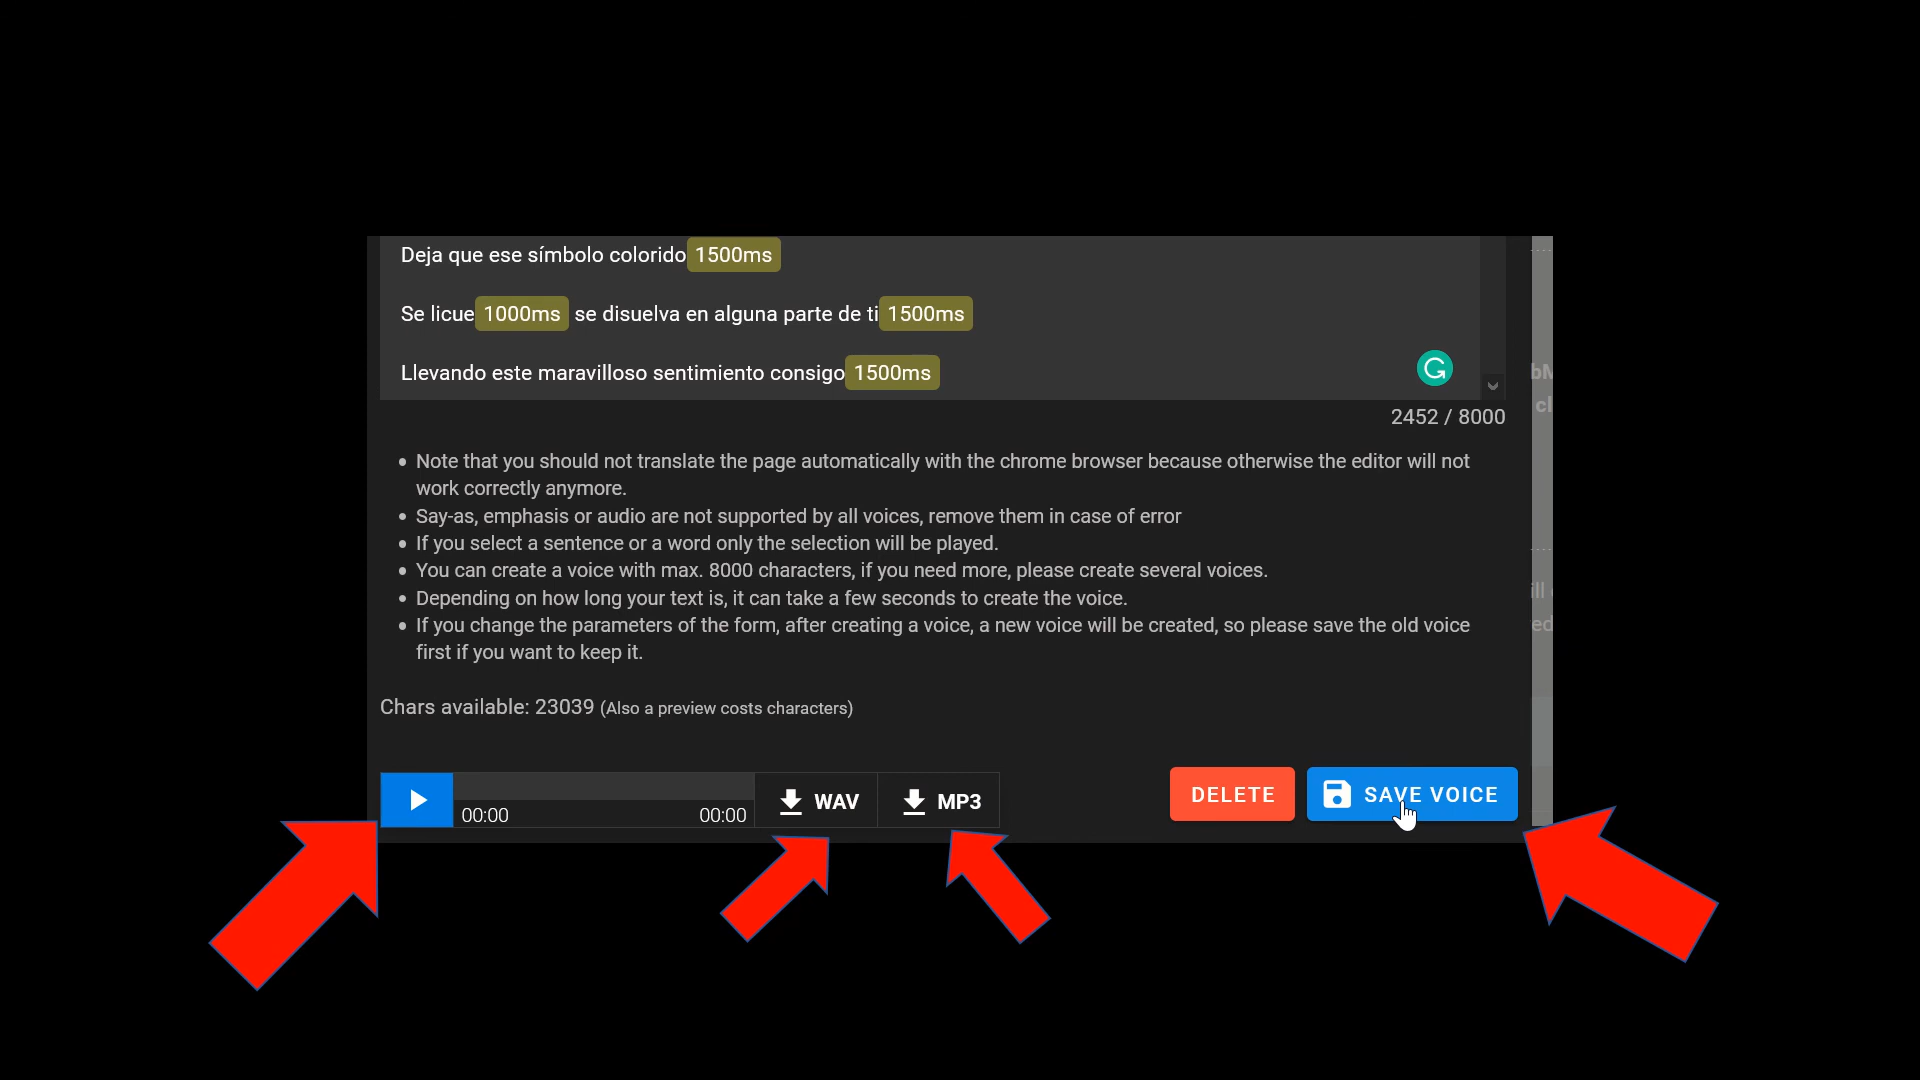 Deja que ese símbolo colorido 1500ms
Se licue 1000ms se disuelva en alguna parte de ti 1500ms
Llevando este maravilloso sentimiento consigo 1500ms
2452 / 8000
• Note that you should not translate the page automatically with the chrome browser because otherwise the editor will not
work correctly anymore.
• Say-as, emphasis or audio are not supported by all voices, remove them in case of error
• If you select a sentence or a word only the selection will be played.
• You can create a voice with max. 8000 characters, if you need more, please create several voices.
• Depending on how long your text is, it can take a few seconds to create the voice.
• If you change the parameters of the form, after creating a voice, a new voice will be created, so please save the old voice
first if you want to keep it.
Chars available: 23039 (Also a preview costs characters)
00:00 00:00 WAV MP3 DELETE SAVE VOICE